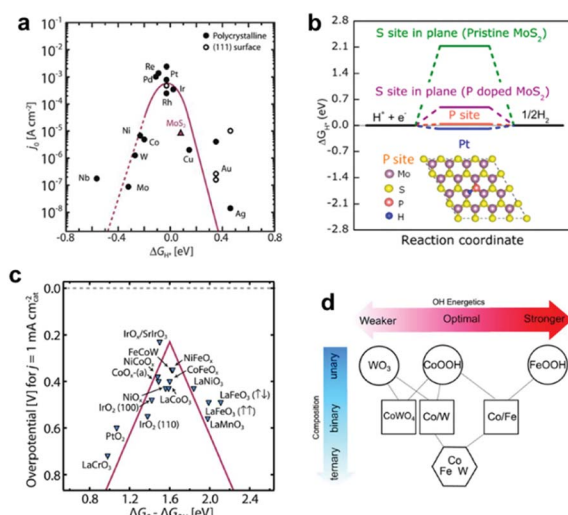 a
Polycrystalline
(111) surface
10⁻¹
10⁻²
10⁻³
10⁻⁴
10⁻⁵
10⁻⁶
10⁻⁷
10⁻⁸
j₀ [A cm⁻²]
Re
Pt
Pd
Ir
Rh
MoS₂
Ni
Co
W
Cu
Au
Nb
Mo
Ag
-0.8
-0.4
0.0
0.4
0.8
ΔG_H* [eV]
b
2.8
2.1
1.4
0.7
0.0
-0.7
-1.4
-2.1
-2.8
ΔG_H* (eV)
S site in plane (Pristine MoS₂)
S site in plane (P doped MoS₂)
H⁺ + e⁻
P site
1/2H₂
Pt
P site
Mo
S
P
H
Reaction coordinate
c
0.0
0.2
0.4
0.6
0.8
Overpotential [V] for j = 1 mA cm⁻²
IrOₓ/SrIrO₃
FeCoW
NiFeOₓ
NiCoOₓ
CoFeOₓ
CoOₓ-(a)
LaNiO₃
NiOₓ
LaCoO₃
LaFeO₃ (↑↓)
IrO₂ (100)
LaFeO₃ (↑↑)
IrO₂ (110)
LaMnO₃
PtO₂
LaCrO₃
0.8
1.2
1.6
2.0
2.4
d
OH Energetics
Weaker
Optimal
Stronger
Composition
unary
binary
ternary
WO₃
CoOOH
FeOOH
CoWO₄
Co/W
Co/Fe
Co
Fe W